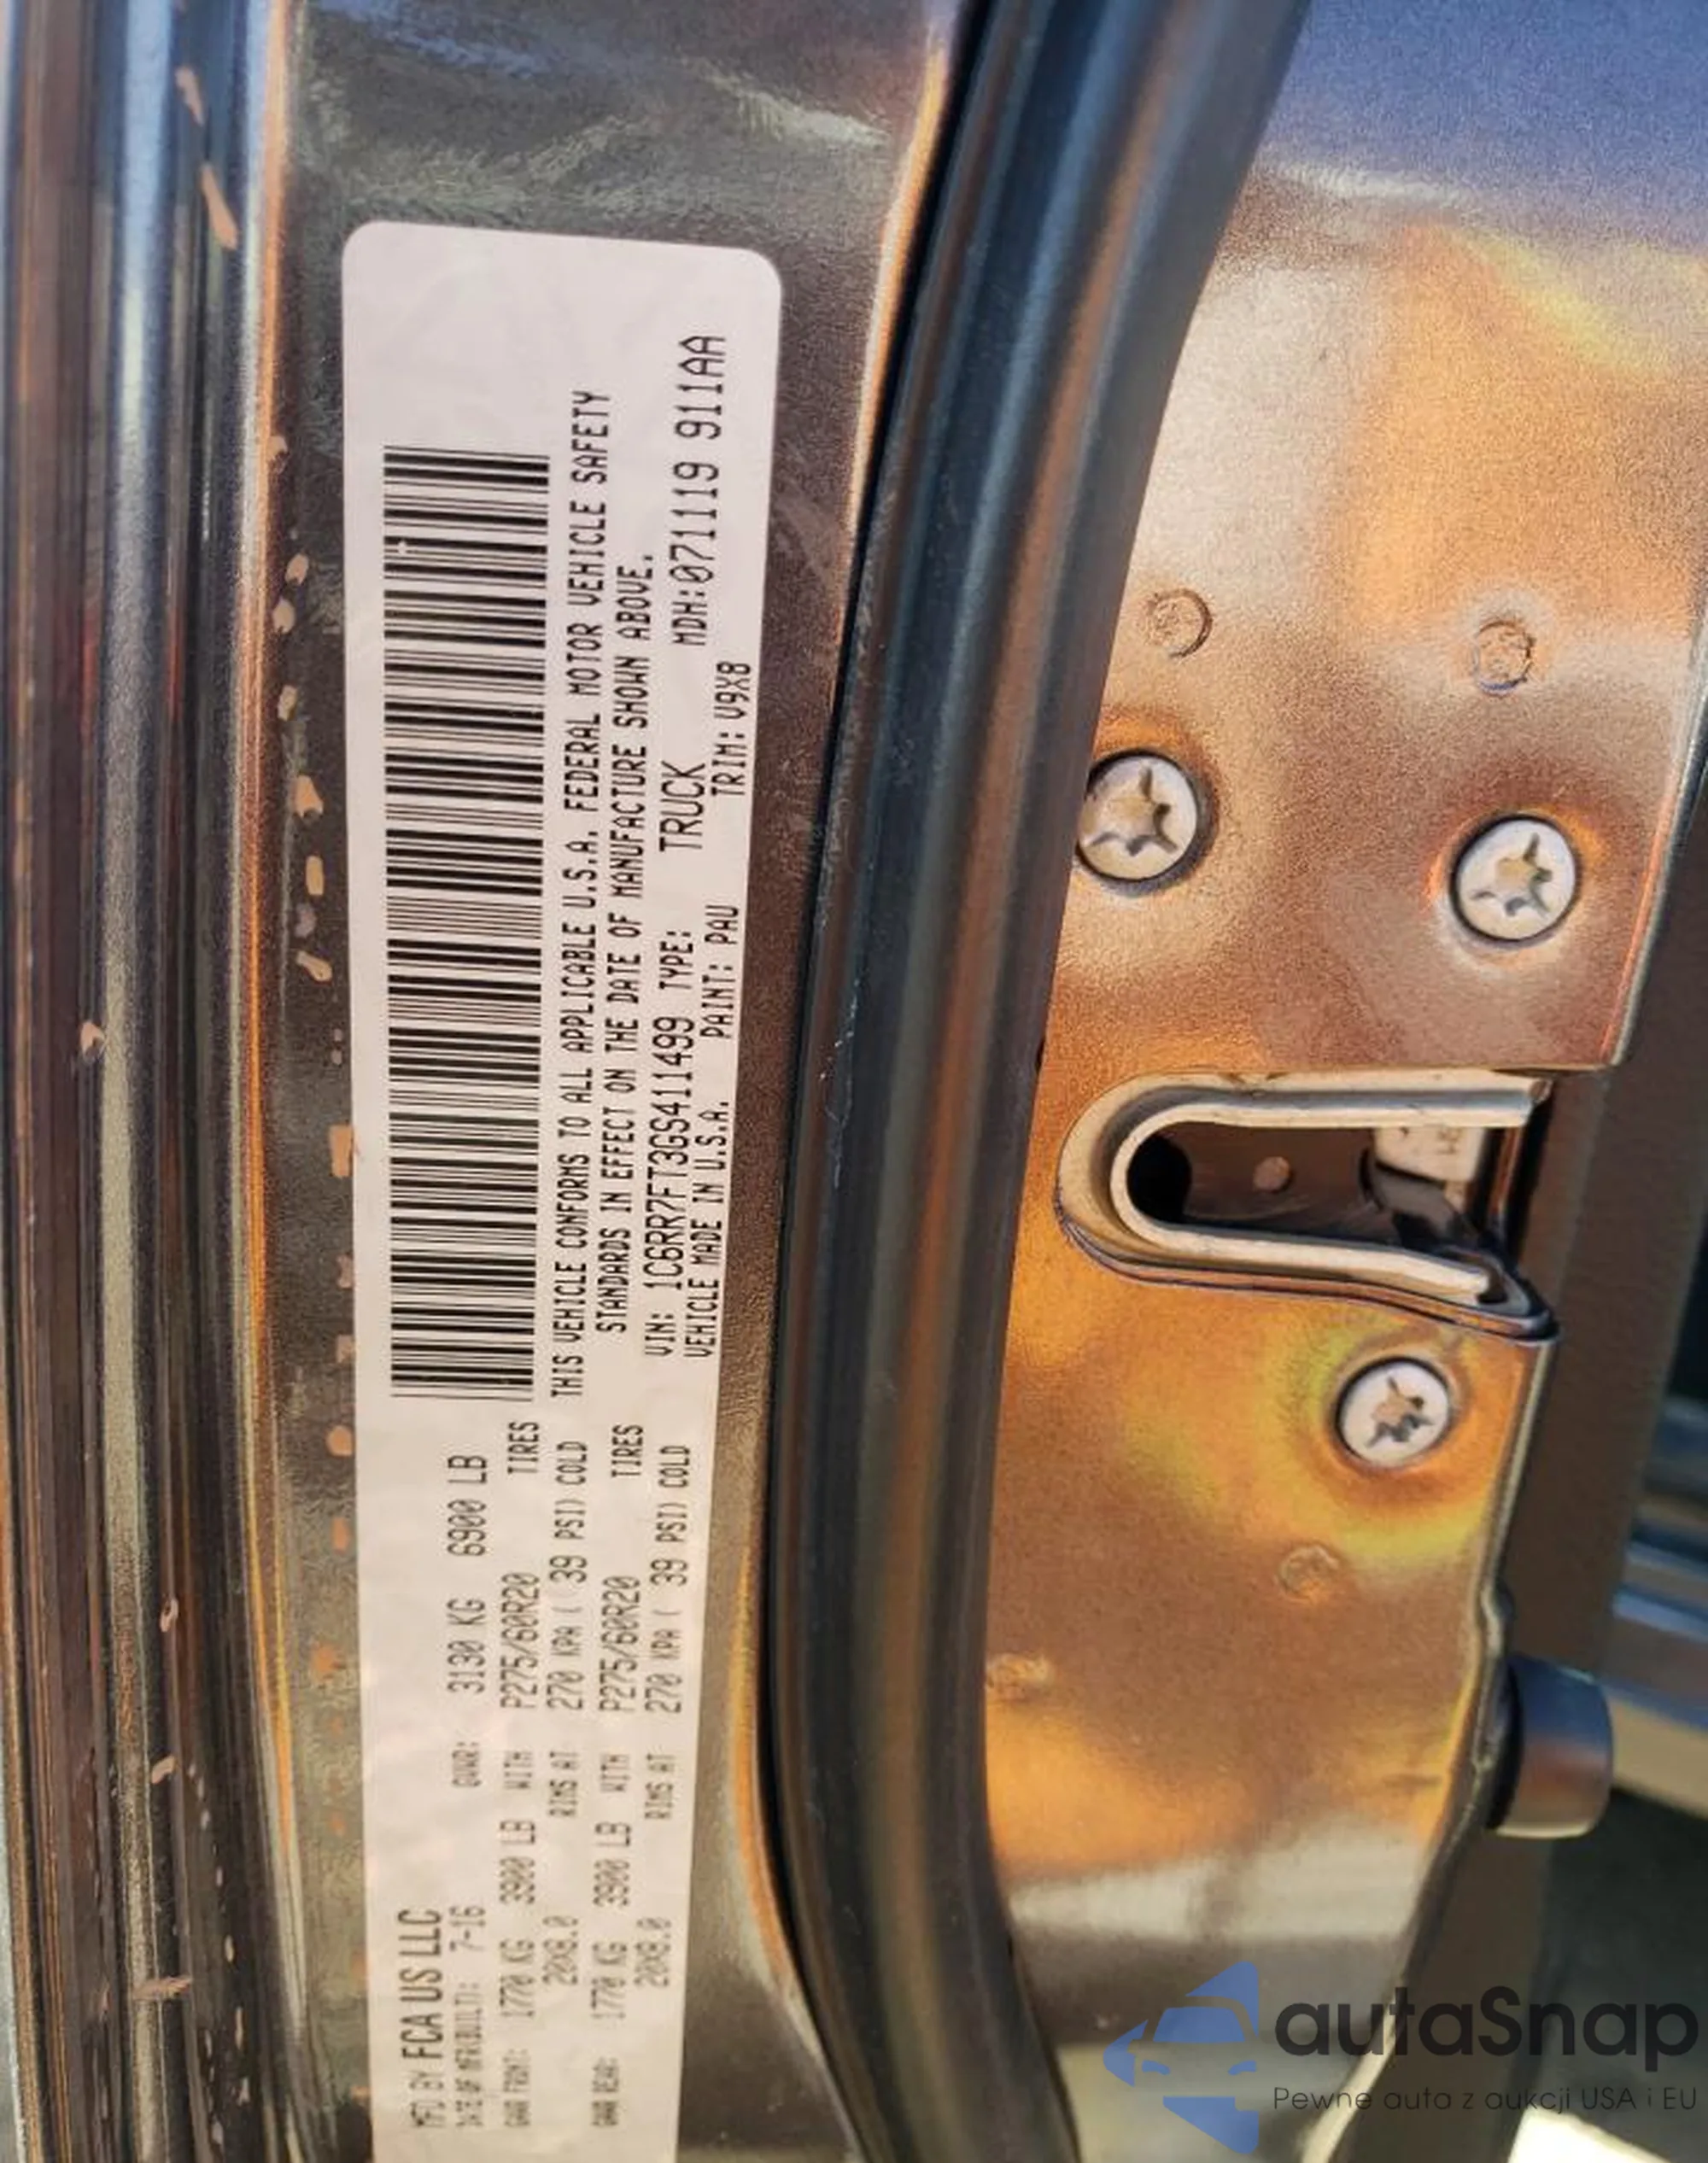 MFD BY FCA US LLC
DATE OF MFR(BUILT): 7-16 GVWR: 3130 KG 6900 LB
GAWR FRONT: 1770 KG 3900 LB WITH P275/60R20 TIRES
20X8.0 RIMS AT 270 KPA ( 39 PSI) COLD
GAWR REAR: 1770 KG 3900 LB WITH P275/60R20 TIRES
20X8.0 RIMS AT 270 KPA ( 39 PSI) COLD
THIS VEHICLE CONFORMS TO ALL APPLICABLE U.S.A. FEDERAL MOTOR VEHICLE SAFETY
STANDARDS IN EFFECT ON THE DATE OF MANUFACTURE SHOWN ABOVE.
VIN: 1C6RR7FT3GS411499 TYPE: TRUCK MDH:071119 911AA
VEHICLE MADE IN U.S.A. PAINT: PAU TRIM: V9X8
autaSnap
Pewne auta z aukcji USA i EU